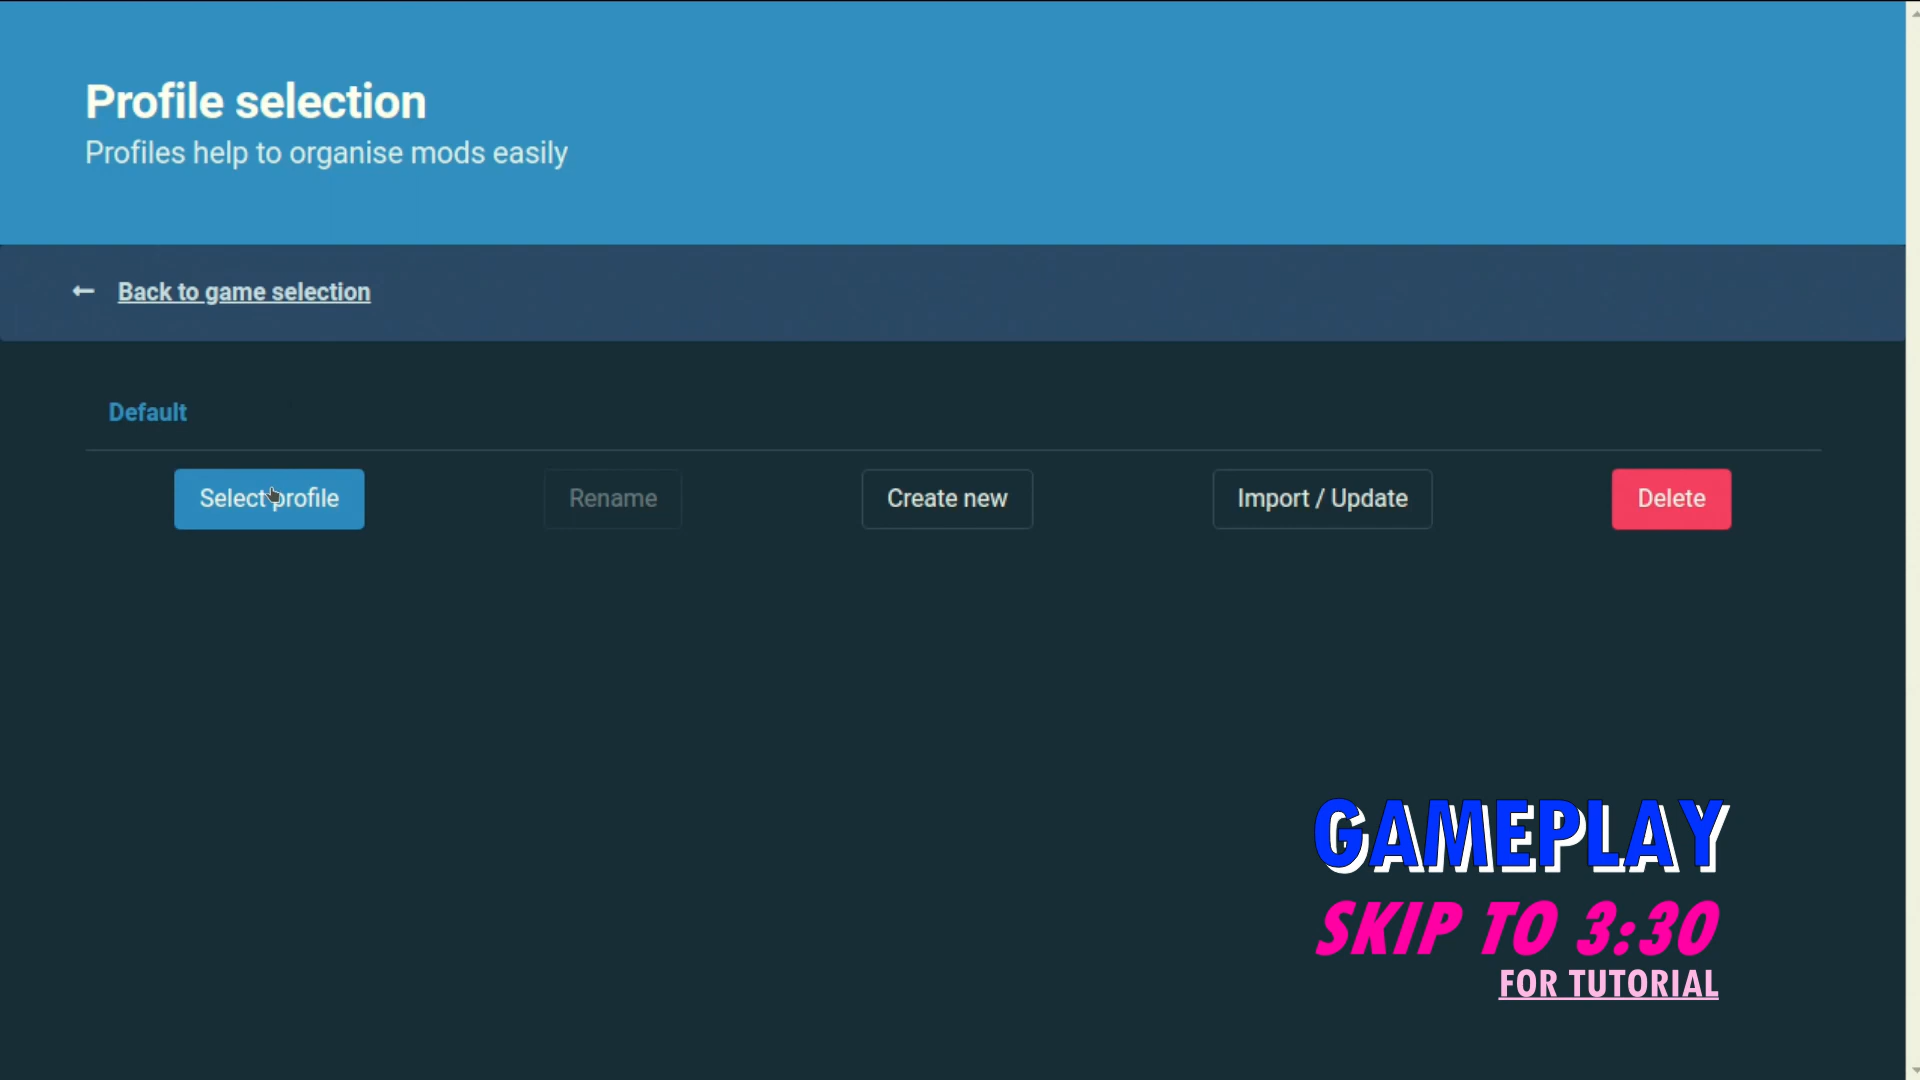 Profile selection
Profiles help to organise mods easily
Back to game selection
Default
Select profile
Rename
Create new
Import / Update
Delete
GAMEPLAY
SKIP TO 3:30
FOR TUTORIAL